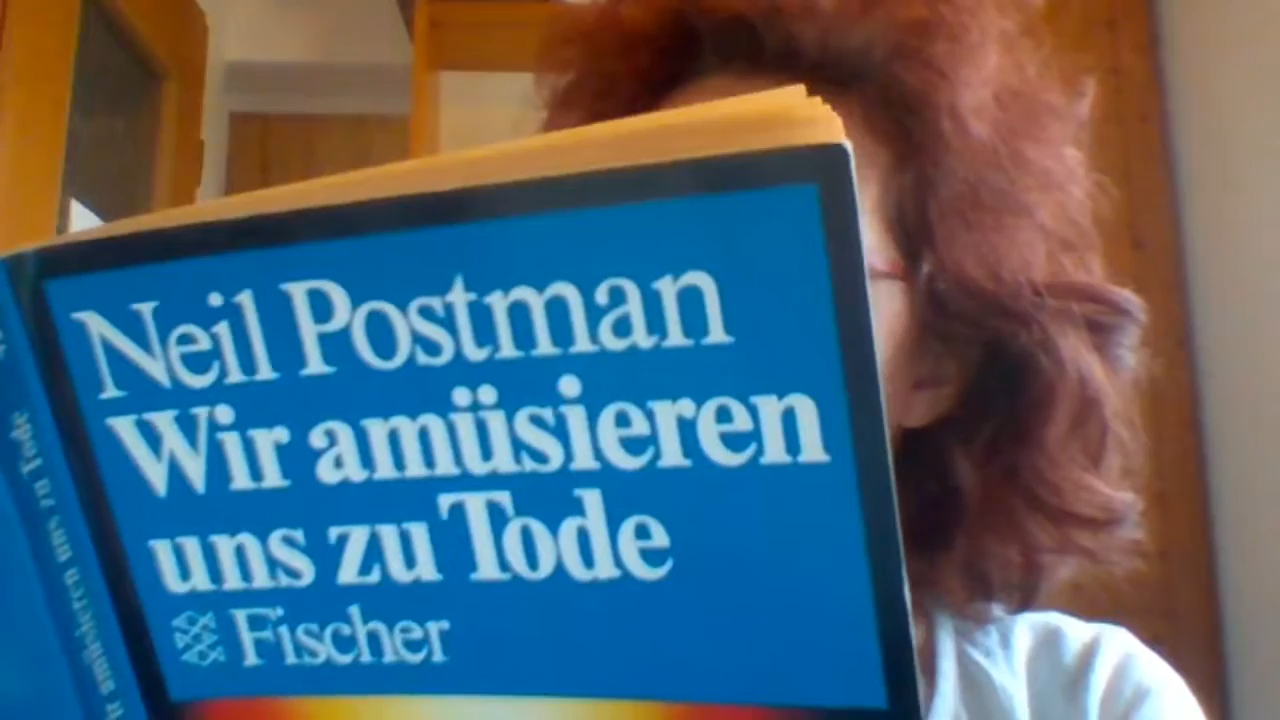 Neil Postman
Wir amüsieren
uns zu Tode
Fischer
amüsieren uns zu Tode